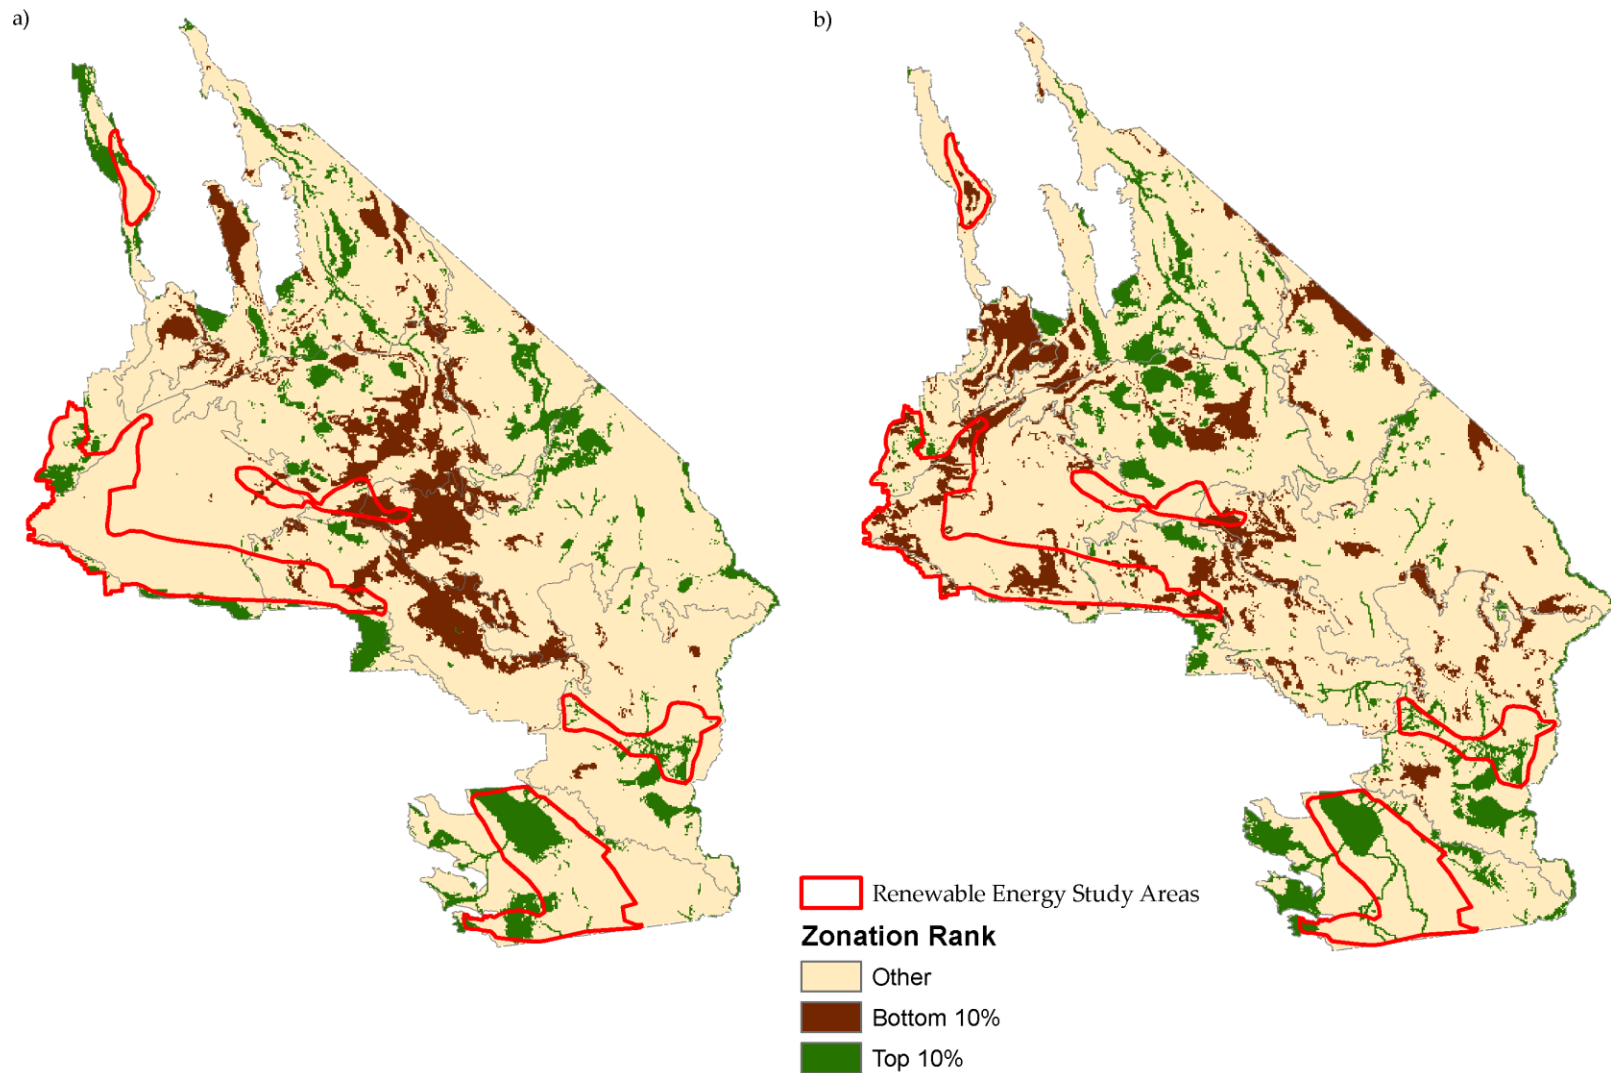 a)
b)
Renewable Energy Study Areas
Zonation Rank
Other
Bottom 10%
Top 10%